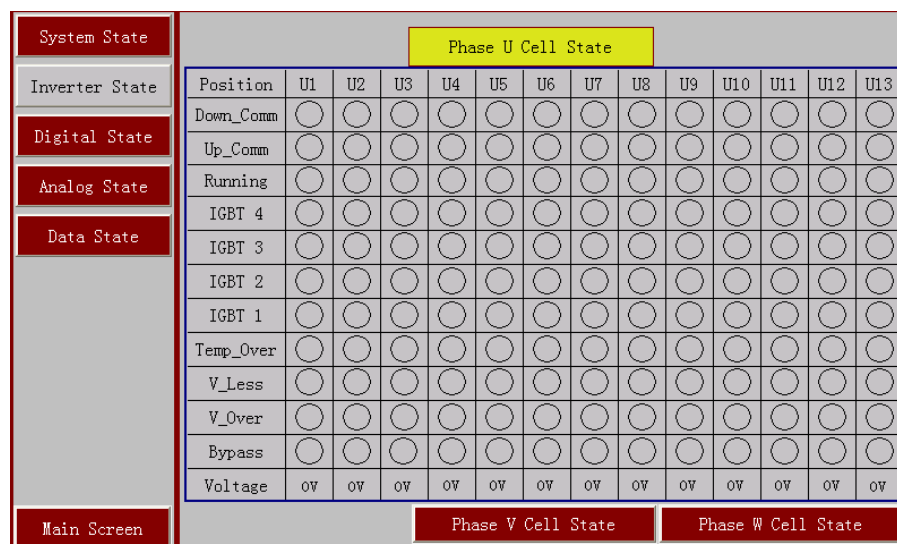 System State
Inverter State
Digital State
Analog State
Data State
Main Screen
Phase U Cell State
Position U1 U2 U3 U4 U5 U6 U7 U8 U9 U10 U11 U12 U13
Down_Comm
Up_Comm
Running
IGBT 4
IGBT 3
IGBT 2
IGBT 1
Temp_Over
V_Less
V_Over
Bypass
Voltage 0V 0V 0V 0V 0V 0V 0V 0V 0V 0V 0V 0V 0V
Phase V Cell State Phase W Cell State